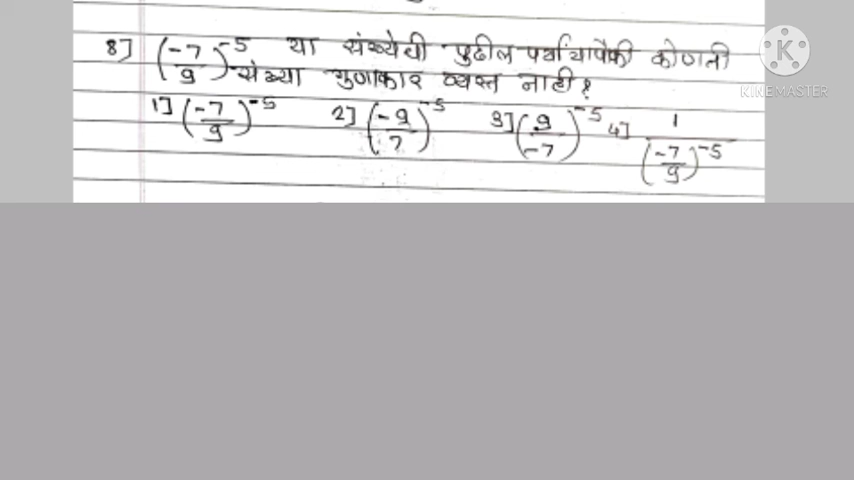 8] (-7/9)^-5 या संख्येची पुढील पर्यायापैकी कोणती
संख्या गुणाकार व्यस्त नाही?
1] (-7/9)^-5 2] (-9/7)^-5 3] (9/-7)^-5 4] 1/(-7/9)^-5
KINEMASTER